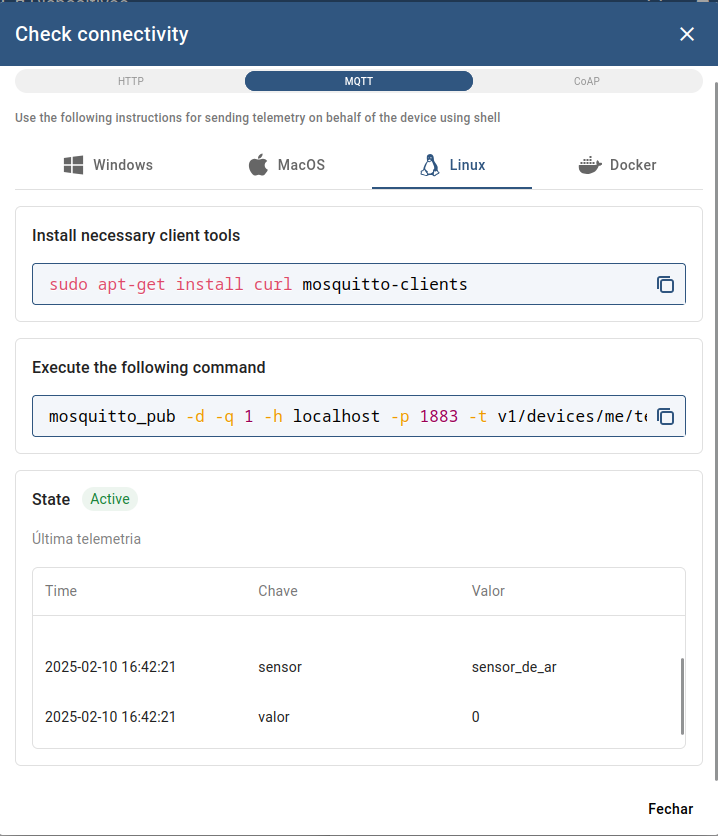 Check connectivity
HTTP MQTT CoAP
Use the following instructions for sending telemetry on behalf of the device using shell
Windows MacOS Linux Docker
Install necessary client tools
sudo apt-get install curl mosquitto-clients
Execute the following command
mosquitto_pub -d -q 1 -h localhost -p 1883 -t v1/devices/me/te
State Active
Última telemetria
Time Chave Valor
2025-02-10 16:42:21 sensor sensor_de_ar
2025-02-10 16:42:21 valor 0
Fechar